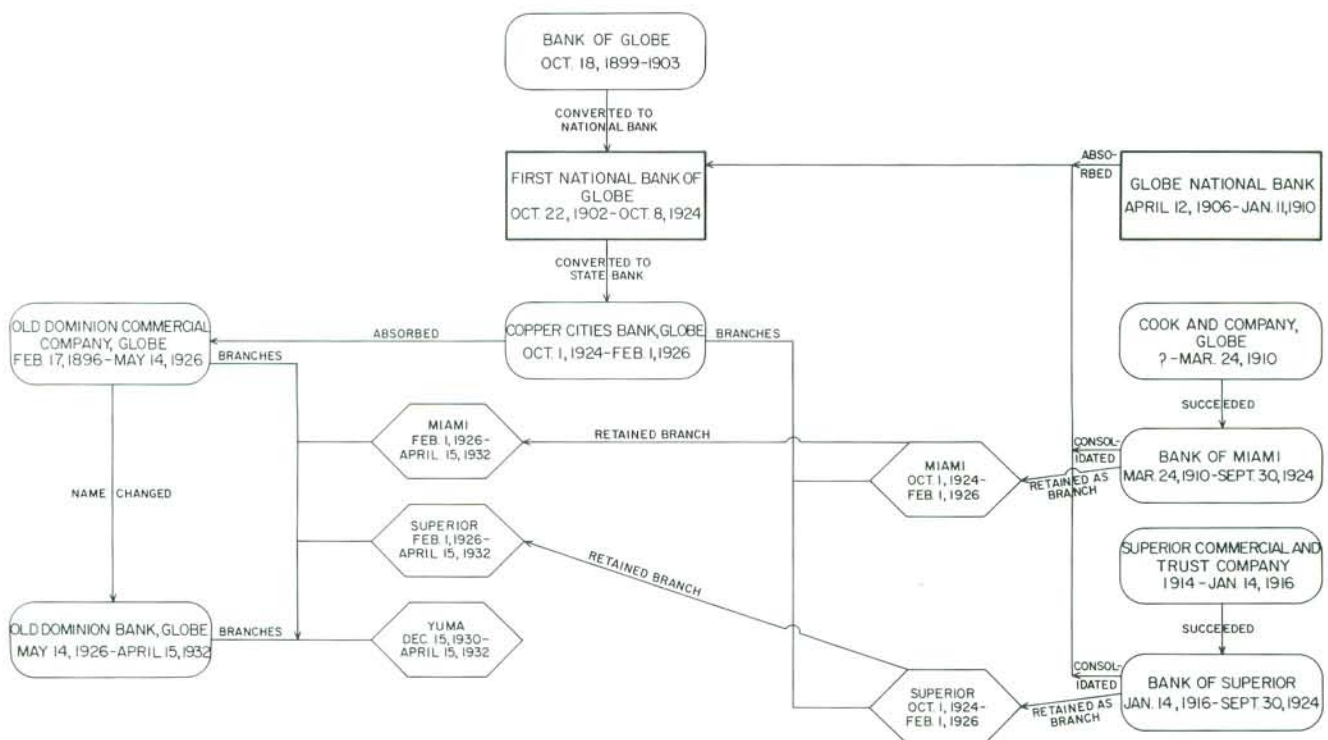 BANK OF GLOBE
OCT. 18, 1899-1903
CONVERTED TO
NATIONAL BANK
FIRST NATIONAL BANK OF
GLOBE
OCT. 22, 1902-OCT. 8, 1924
ABSO-
RBED
GLOBE NATIONAL BANK
APRIL 12, 1906-JAN. 11, 1910
CONVERTED TO
STATE BANK
OLD DOMINION COMMERCIAL
COMPANY, GLOBE
FEB. 17, 1896-MAY 14, 1926
BRANCHES
ABSORBED
COPPER CITIES BANK, GLOBE
OCT. 1, 1924-FEB. 1, 1926
BRANCHES
COOK AND COMPANY,
GLOBE
?-MAR. 24, 1910
SUCCEEDED
MIAMI
FEB. 1, 1926-
APRIL 15, 1932
RETAINED BRANCH
MIAMI
OCT. 1, 1924-
FEB. 1, 1926
CONSOL-
IDATED
RETAINED AS
BRANCH
BANK OF MIAMI
MAR. 24, 1910-SEPT. 30, 1924
NAME CHANGED
SUPERIOR
FEB. 1, 1926-
APRIL 15, 1932
RETAINED BRANCH
SUPERIOR COMMERCIAL AND
TRUST COMPANY
1914-JAN. 14, 1916
SUCCEEDED
OLD DOMINION BANK, GLOBE
MAY 14, 1926-APRIL 15, 1932
BRANCHES
YUMA
DEC. 15, 1930-
APRIL 15, 1932
SUPERIOR
OCT. 1, 1924-
FEB. 1, 1926
CONSOL-
IDATED
RETAINED AS
BRANCH
BANK OF SUPERIOR
JAN. 14, 1916-SEPT. 30, 1924